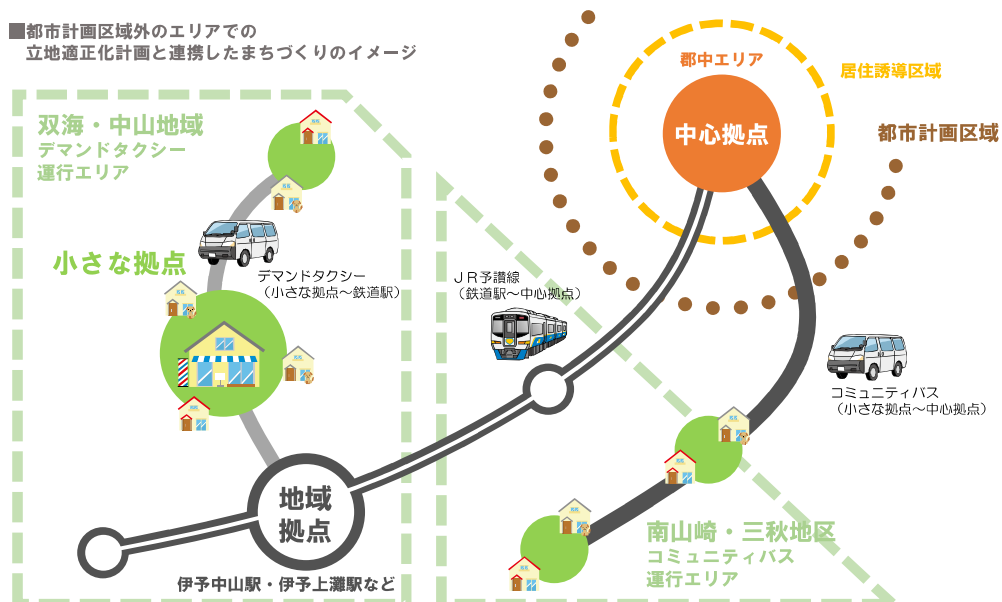 ■都市計画区域外のエリアでの
立地適正化計画と連携したまちづくりのイメージ
郡中エリア
居住誘導区域
中心拠点
都市計画区域
双海・中山地域
デマンドタクシー
運行エリア
小さな拠点
デマンドタクシー
（小さな拠点～鉄道駅）
ＪＲ予讃線
（鉄道駅～中心拠点）
コミュニティバス
（小さな拠点～中心拠点）
地域
拠点
伊予中山駅・伊予上灘駅など
南山崎・三秋地区
コミュニティバス
運行エリア